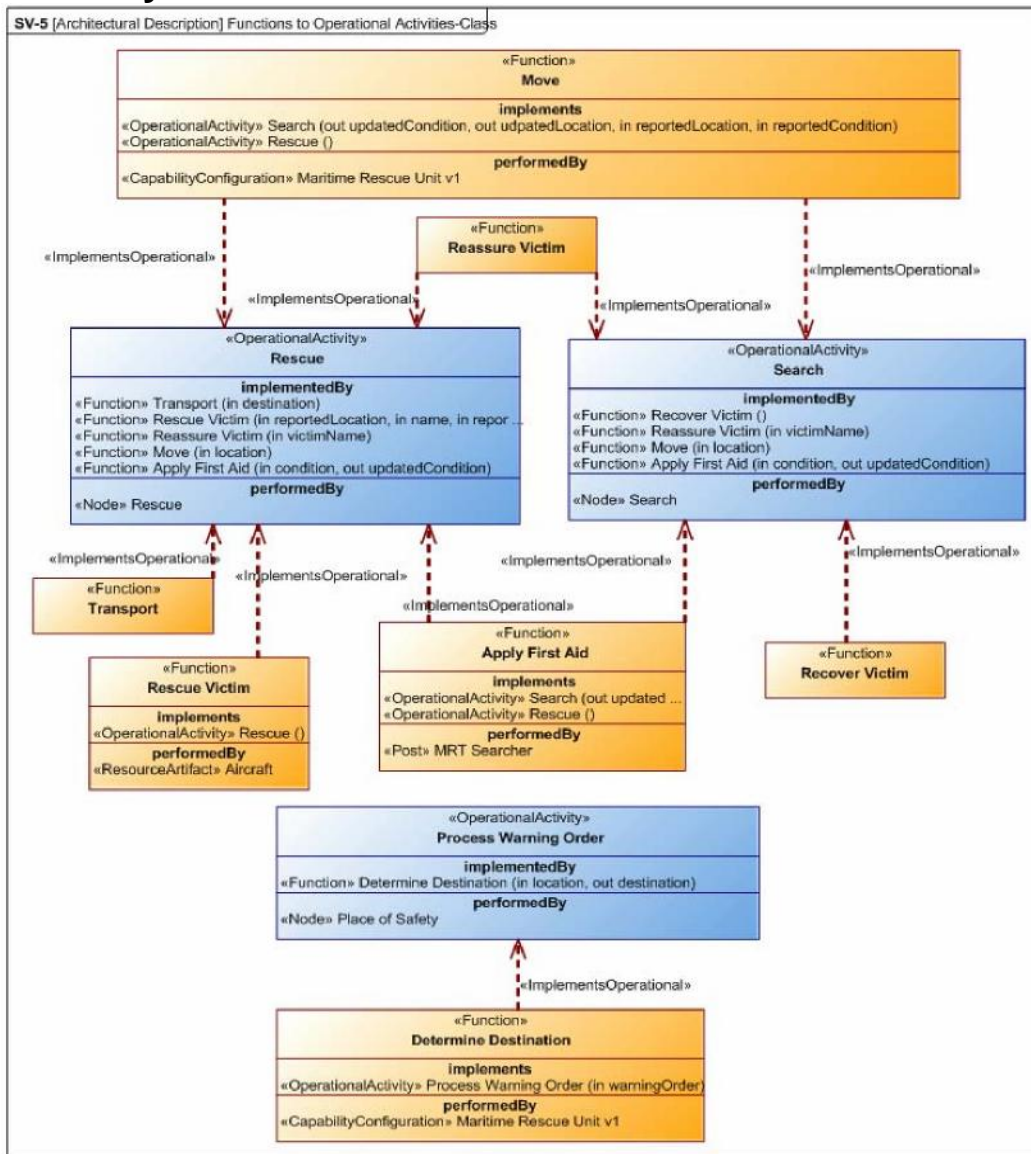 SV-5 [Architectural Description] Functions to Operational Activities-Class
«Function»
Move
implements
«OperationalActivity» Search (out updatedCondition, out udpatedLocation, in reportedLocation, in reportedCondition)
«OperationalActivity» Rescue ()
performedBy
«CapabilityConfiguration» Maritime Rescue Unit v1
«Function»
Reassure Victim
«ImplementsOperational»
«ImplementsOperational»
«ImplementsOperational»
«ImplementsOperational»
«OperationalActivity»
Rescue
implementedBy
«Function» Transport (in destination)
«Function» Rescue Victim (in reportedLocation, in name, in repor ...
«Function» Reassure Victim (in victimName)
«Function» Move (in location)
«Function» Apply First Aid (in condition, out updatedCondition)
performedBy
«Node» Rescue
«OperationalActivity»
Search
implementedBy
«Function» Recover Victim ()
«Function» Reassure Victim (in victimName)
«Function» Move (in location)
«Function» Apply First Aid (in condition, out updatedCondition)
performedBy
«Node» Search
«ImplementsOperational»
«ImplementsOperational»
«ImplementsOperational»
«ImplementsOperational»
«ImplementsOperational»
«Function»
Transport
«Function»
Rescue Victim
implements
«OperationalActivity» Rescue ()
performedBy
«ResourceArtifact» Aircraft
«Function»
Apply First Aid
implements
«OperationalActivity» Search (out updated ...
«OperationalActivity» Rescue ()
performedBy
«Post» MRT Searcher
«Function»
Recover Victim
«OperationalActivity»
Process Warning Order
implementedBy
«Function» Determine Destination (in location, out destination)
performedBy
«Node» Place of Safety
«ImplementsOperational»
«Function»
Determine Destination
implements
«OperationalActivity» Process Warning Order (in warningOrder)
performedBy
«CapabilityConfiguration» Maritime Rescue Unit v1